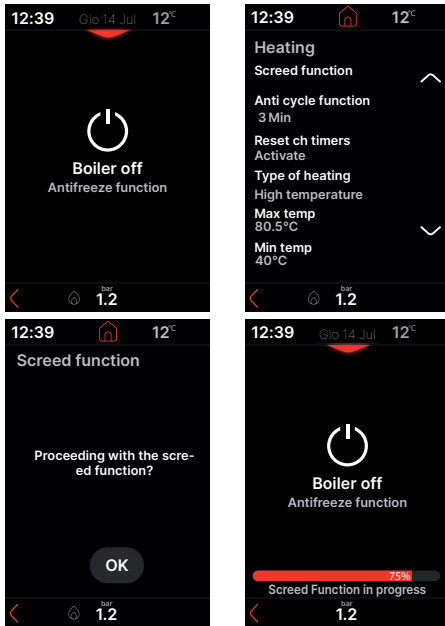 12:39 Gio 14 Jul 12°C
Boiler off
Antifreeze function
bar
1.2
12:39 12°C
Heating
Screed function
Anti cycle function
3 Min
Reset ch timers
Activate
Type of heating
High temperature
Max temp
80.5°C
Min temp
40°C
bar
1.2
12:39 12°C
Screed function
Proceeding with the scre-
ed function?
OK
bar
1.2
12:39 Gio 14 Jul 12°C
Boiler off
Antifreeze function
75%
Screed Function in progress
bar
1.2